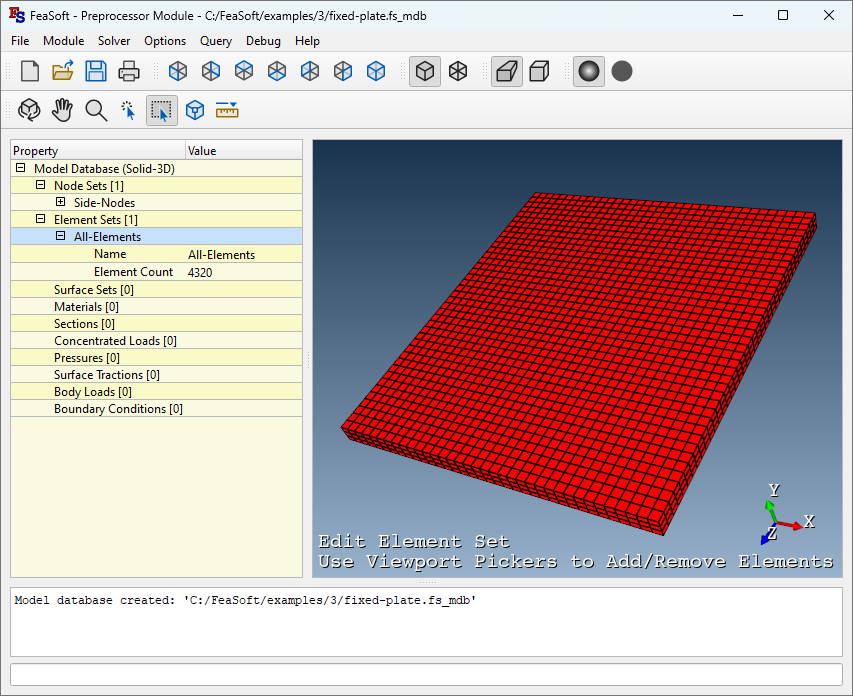 FeaSoft - Preprocessor Module - C:/FeaSoft/examples/3/fixed-plate.fs_mdb
File Module Solver Options Query Debug Help
Property Value
Model Database (Solid-3D)
Node Sets [1]
Side-Nodes
Element Sets [1]
All-Elements
Name All-Elements
Element Count 4320
Surface Sets [0]
Materials [0]
Sections [0]
Concentrated Loads [0]
Pressures [0]
Surface Tractions [0]
Body Loads [0]
Boundary Conditions [0]
Y
X
Z
Edit Element Set
Use Viewport Pickers to Add/Remove Elements
Model database created: 'C:/FeaSoft/examples/3/fixed-plate.fs_mdb'